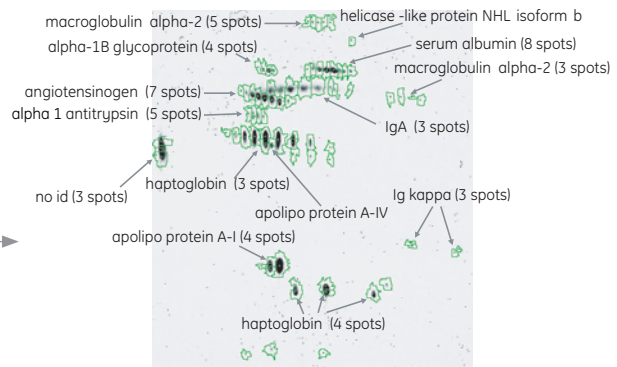 macroglobulin alpha-2 (5 spots)
helicase -like protein NHL isoform b
alpha-1B glycoprotein (4 spots)
serum albumin (8 spots)
macroglobulin alpha-2 (3 spots)
angiotensinogen (7 spots)
alpha 1 antitrypsin (5 spots)
IgA (3 spots)
no id (3 spots)
haptoglobin (3 spots)
apolipo protein A-IV
Ig kappa (3 spots)
apolipo protein A-I (4 spots)
haptoglobin (4 spots)